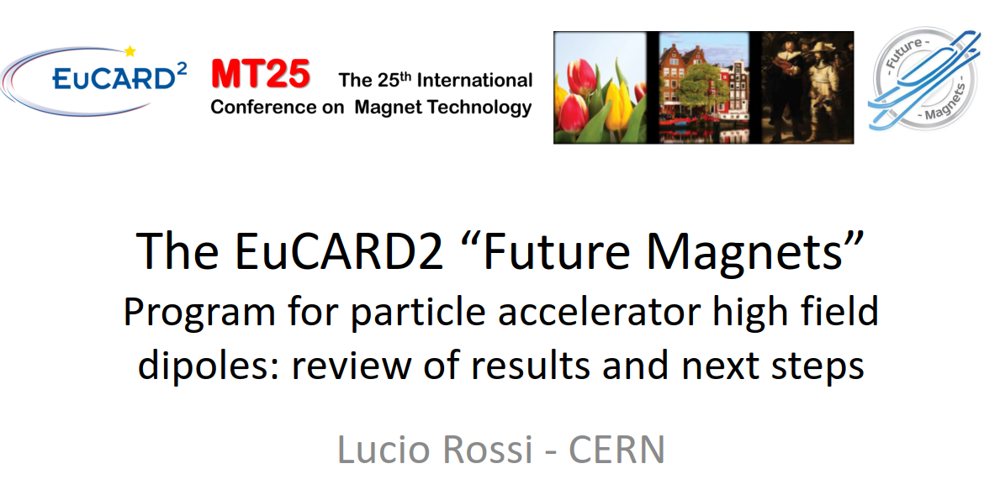 EuCARD²
MT25 The 25th International
Conference on Magnet Technology
- Future -
- Magnets -
The EuCARD2 “Future Magnets”
Program for particle accelerator high field
dipoles: review of results and next steps
Lucio Rossi - CERN